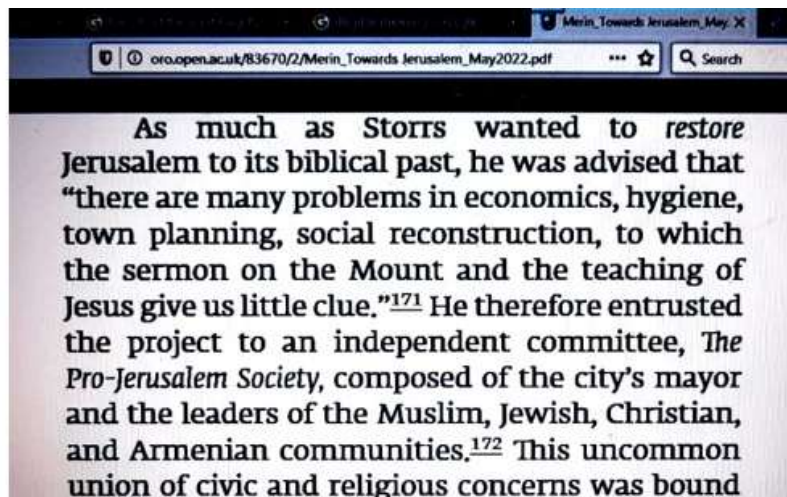 Merin_Towards Jerusalem_May X
oro.open.ac.uk/83670/2/Merin_Towards Jerusalem_May2022.pdf ••• Search
As much as Storrs wanted to restore
Jerusalem to its biblical past, he was advised that
“there are many problems in economics, hygiene,
town planning, social reconstruction, to which
the sermon on the Mount and the teaching of
Jesus give us little clue.”171 He therefore entrusted
the project to an independent committee, The
Pro-Jerusalem Society, composed of the city’s mayor
and the leaders of the Muslim, Jewish, Christian,
and Armenian communities.172 This uncommon
union of civic and religious concerns was bound